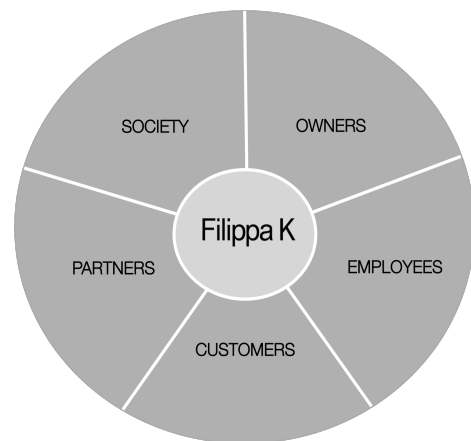 SOCIETY
OWNERS
Filippa K
PARTNERS
EMPLOYEES
CUSTOMERS